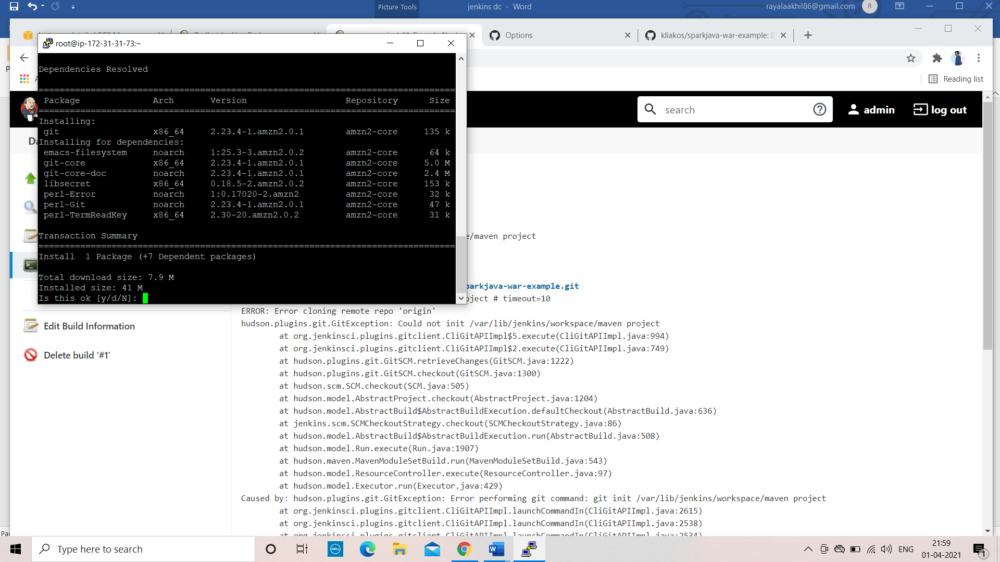 Picture Tools
jenkins dc - Word
rayalaakhil86@gmail.com
R
Options
kliakos/sparkjava-war-example: B
root@ip-172-31-31-73:~
Reading list
Dependencies Resolved
Package Arch Version Repository Size
Installing:
git x86_64 2.23.4-1.amzn2.0.1 amzn2-core 135 k
Installing for dependencies:
emacs-filesystem noarch 1:25.3-3.amzn2.0.2 amzn2-core 64 k
git-core x86_64 2.23.4-1.amzn2.0.1 amzn2-core 5.0 M
git-core-doc noarch 2.23.4-1.amzn2.0.1 amzn2-core 2.4 M
libsecret x86_64 0.18.5-2.amzn2.0.2 amzn2-core 153 k
perl-Error noarch 1:0.17020-2.amzn2 amzn2-core 32 k
perl-Git noarch 2.23.4-1.amzn2.0.1 amzn2-core 47 k
perl-TermReadKey x86_64 2.30-20.amzn2.0.2 amzn2-core 31 k
Transaction Summary
Install 1 Package (+7 Dependent packages)
Total download size: 7.9 M
Installed size: 41 M
Is this ok [y/d/N]:
search
admin
log out
e/maven project
parkjava-war-example.git
oject # timeout=10
ERROR: Error cloning remote repo 'origin'
hudson.plugins.git.GitException: Could not init /var/lib/jenkins/workspace/maven project
at org.jenkinsci.plugins.gitclient.CliGitAPIImpl$5.execute(CliGitAPIImpl.java:994)
at org.jenkinsci.plugins.gitclient.CliGitAPIImpl$2.execute(CliGitAPIImpl.java:749)
at hudson.plugins.git.GitSCM.retrieveChanges(GitSCM.java:1222)
at hudson.plugins.git.GitSCM.checkout(GitSCM.java:1300)
at hudson.scm.SCM.checkout(SCM.java:505)
at hudson.model.AbstractProject.checkout(AbstractProject.java:1204)
at hudson.model.AbstractBuild$AbstractBuildExecution.defaultCheckout(AbstractBuild.java:636)
at jenkins.scm.SCMCheckoutStrategy.checkout(SCMCheckoutStrategy.java:86)
at hudson.model.AbstractBuild$AbstractBuildExecution.run(AbstractBuild.java:508)
at hudson.model.Run.execute(Run.java:1907)
at hudson.maven.MavenModuleSetBuild.run(MavenModuleSetBuild.java:543)
at hudson.model.ResourceController.execute(ResourceController.java:97)
at hudson.model.Executor.run(Executor.java:429)
Caused by: hudson.plugins.git.GitException: Error performing git command: git init /var/lib/jenkins/workspace/maven project
at org.jenkinsci.plugins.gitclient.CliGitAPIImpl.launchCommandIn(CliGitAPIImpl.java:2615)
at org.jenkinsci.plugins.gitclient.CliGitAPIImpl.launchCommandIn(CliGitAPIImpl.java:2538)
at org.jenkinsci.plugins.gitclient.CliGitAPIImpl.launchCommandIn(CliGitAPIImpl.java:2534)
Edit Build Information
Delete build ‘#1’
Type here to search
DELL
ENG
21:59
01-04-2021
1